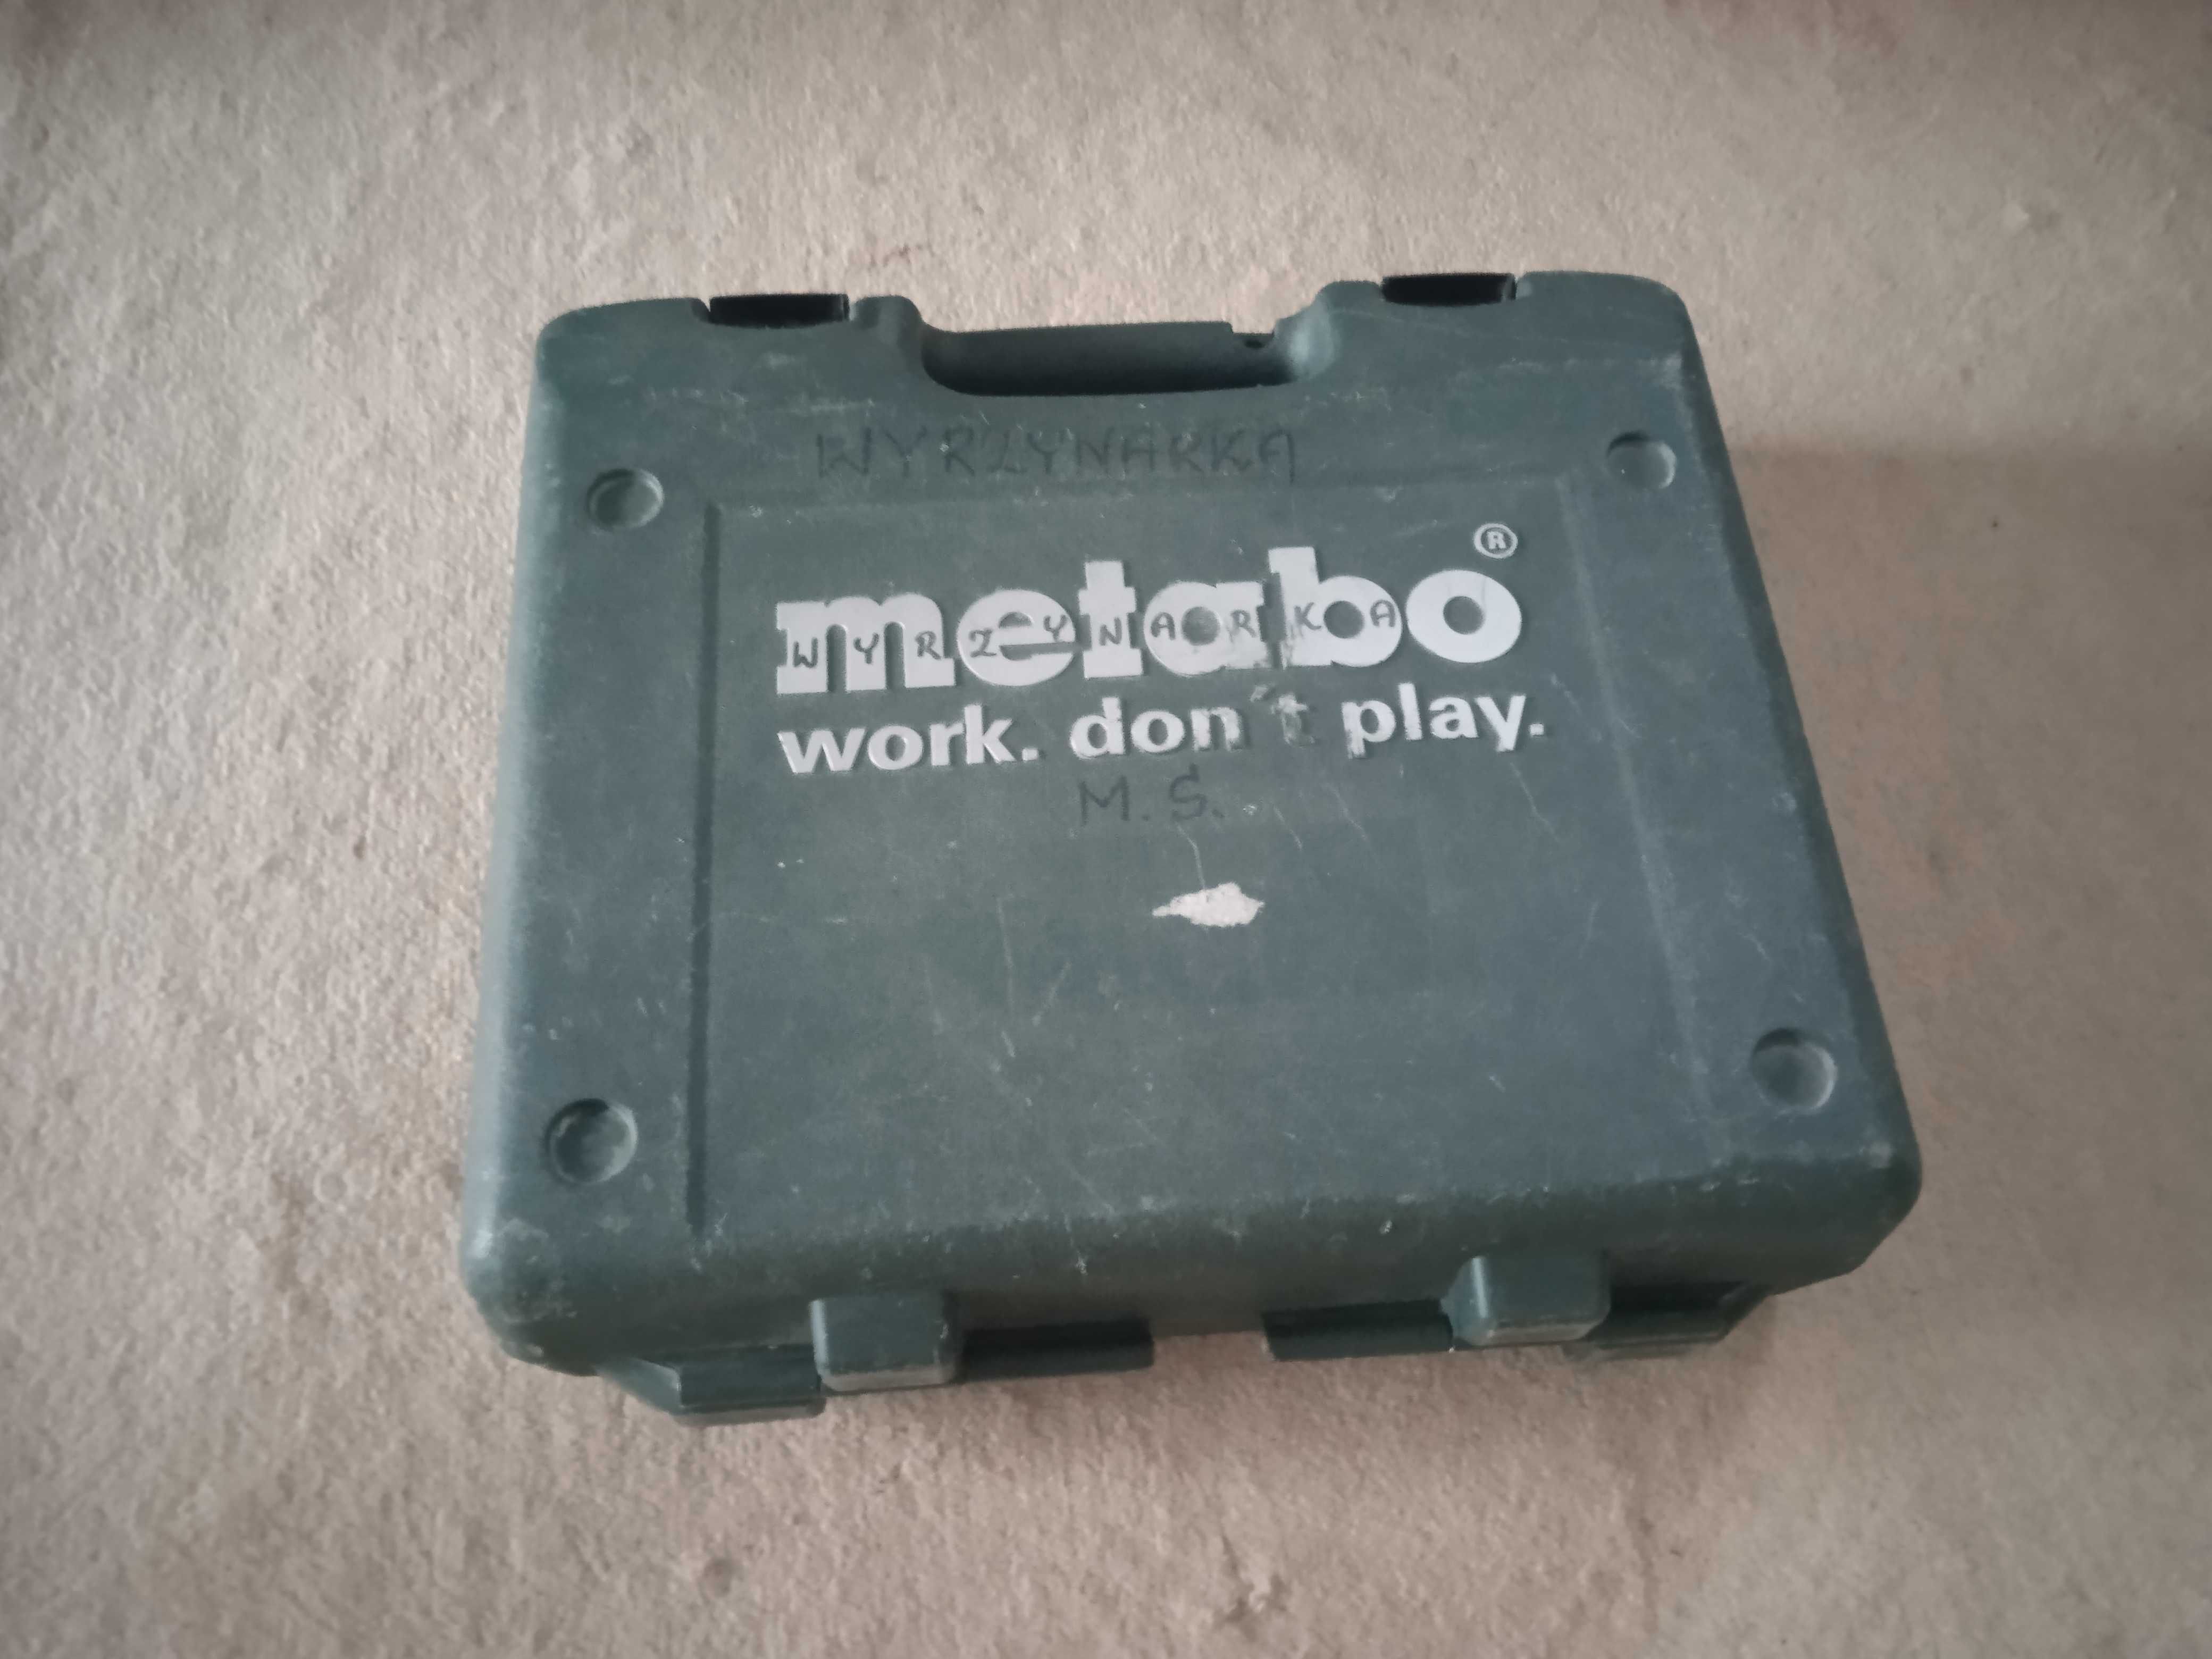 WYRZYNARKA
metabo®
WYRZYNARKA
work. don't play.
M.Ś.